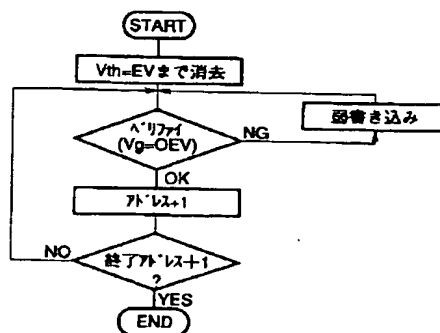 START
Vth=EVまで消去
ベリファイ
(Vg=OEV)
NG
弱書き込み
OK
アドレス+1
NO
終了アドレス+1
?
YES
END